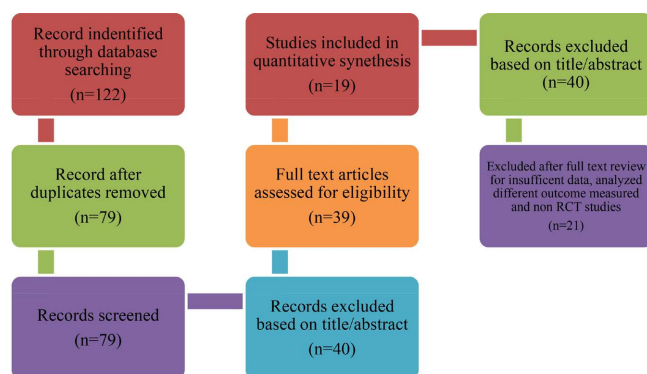 Record indentified
through database
searching
(n=122)
Record after
duplicates removed
(n=79)
Records screened
(n=79)
Records excluded
based on title/abstract
(n=40)
Full text articles
assessed for eligibility
(n=39)
Studies included in
quantitative synethesis
(n=19)
Records excluded
based on title/abstract
(n=40)
Excluded after full text review
for insufficent data, analyzed
different outcome measured
and non RCT studies
(n=21)